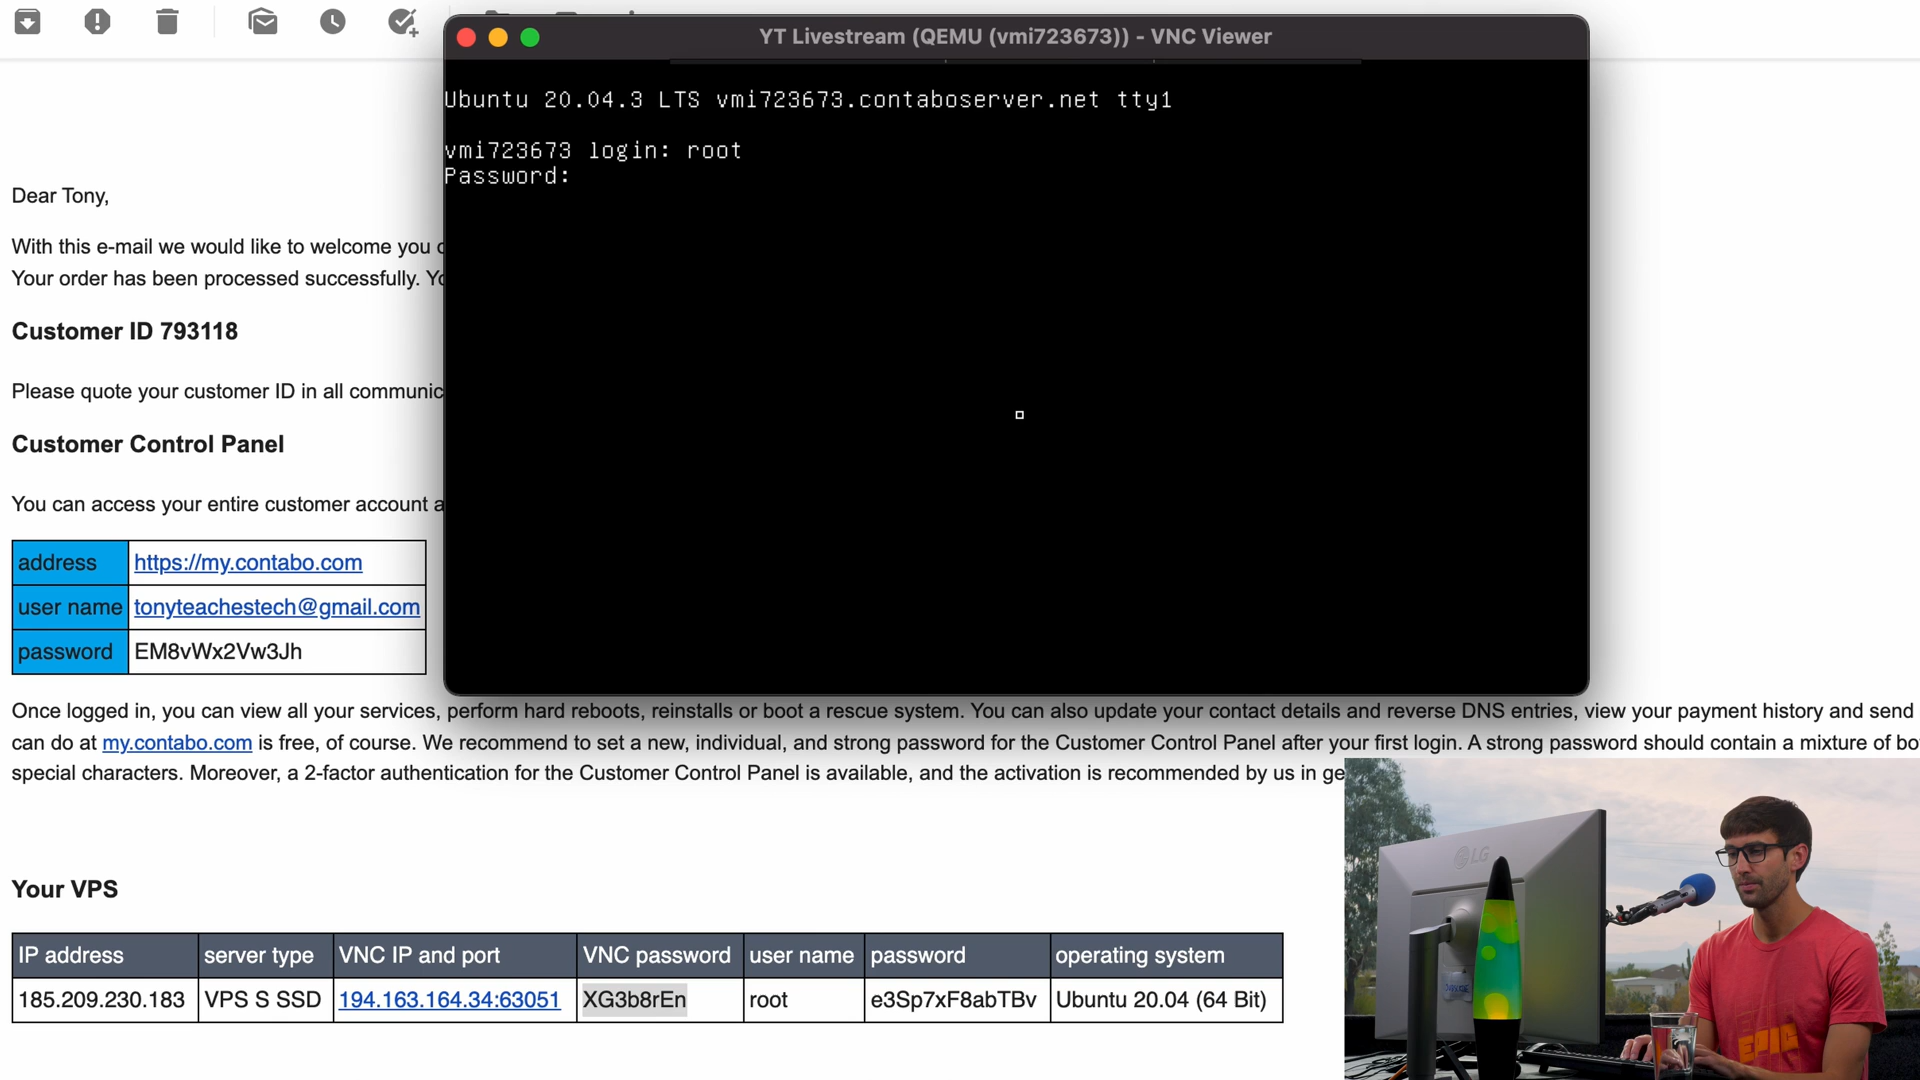 YT Livestream (QEMU (vmi723673)) - VNC Viewer
Ubuntu 20.04.3 LTS vmi723673.contaboserver.net tty1
vmi723673 login: root
Password:
Dear Tony,
With this e-mail we would like to welcome you
Your order has been processed successfully.
Customer ID 793118
Please quote your customer ID in all
Customer Control Panel
You can access your entire customer account
address https://my.contabo.com
user name tonyteachestech@gmail.com
password EM8vWx2Vw3Jh
Once logged in, you can view all your services, perform hard reboots, reinstalls or boot a rescue system. You can also update your contact details and reverse DNS entries, view your payment history and send
can do at my.contabo.com is free, of course. We recommend to set a new, individual, and strong password for the Customer Control Panel after your first login. A strong password should contain a mixture of
special characters. Moreover, a 2-factor authentication for the Customer Control Panel is available, and the activation is recommended by us in
Your VPS
IP address server type VNC IP and port VNC password user name password operating system
185.209.230.183 VPS S SSD 194.163.164.34:63051 XG3b8rEn root e3Sp7xF8abTBv Ubuntu 20.04 (64 Bit)
LG
EPIC